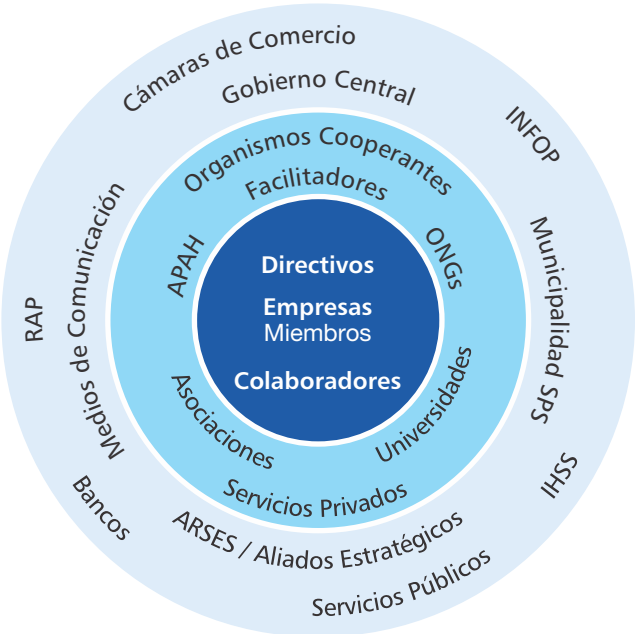 Cámaras de Comercio
Gobierno Central
INFOP
Organismos Cooperantes
Facilitadores
APAH
ONGs
Directivos
Empresas
Miembros
Colaboradores
RAP
Medios de Comunicación
Municipalidad SPS
Asociaciones
Universidades
Servicios Privados
Bancos
IHSS
ARSES / Aliados Estratégicos
Servicios Públicos